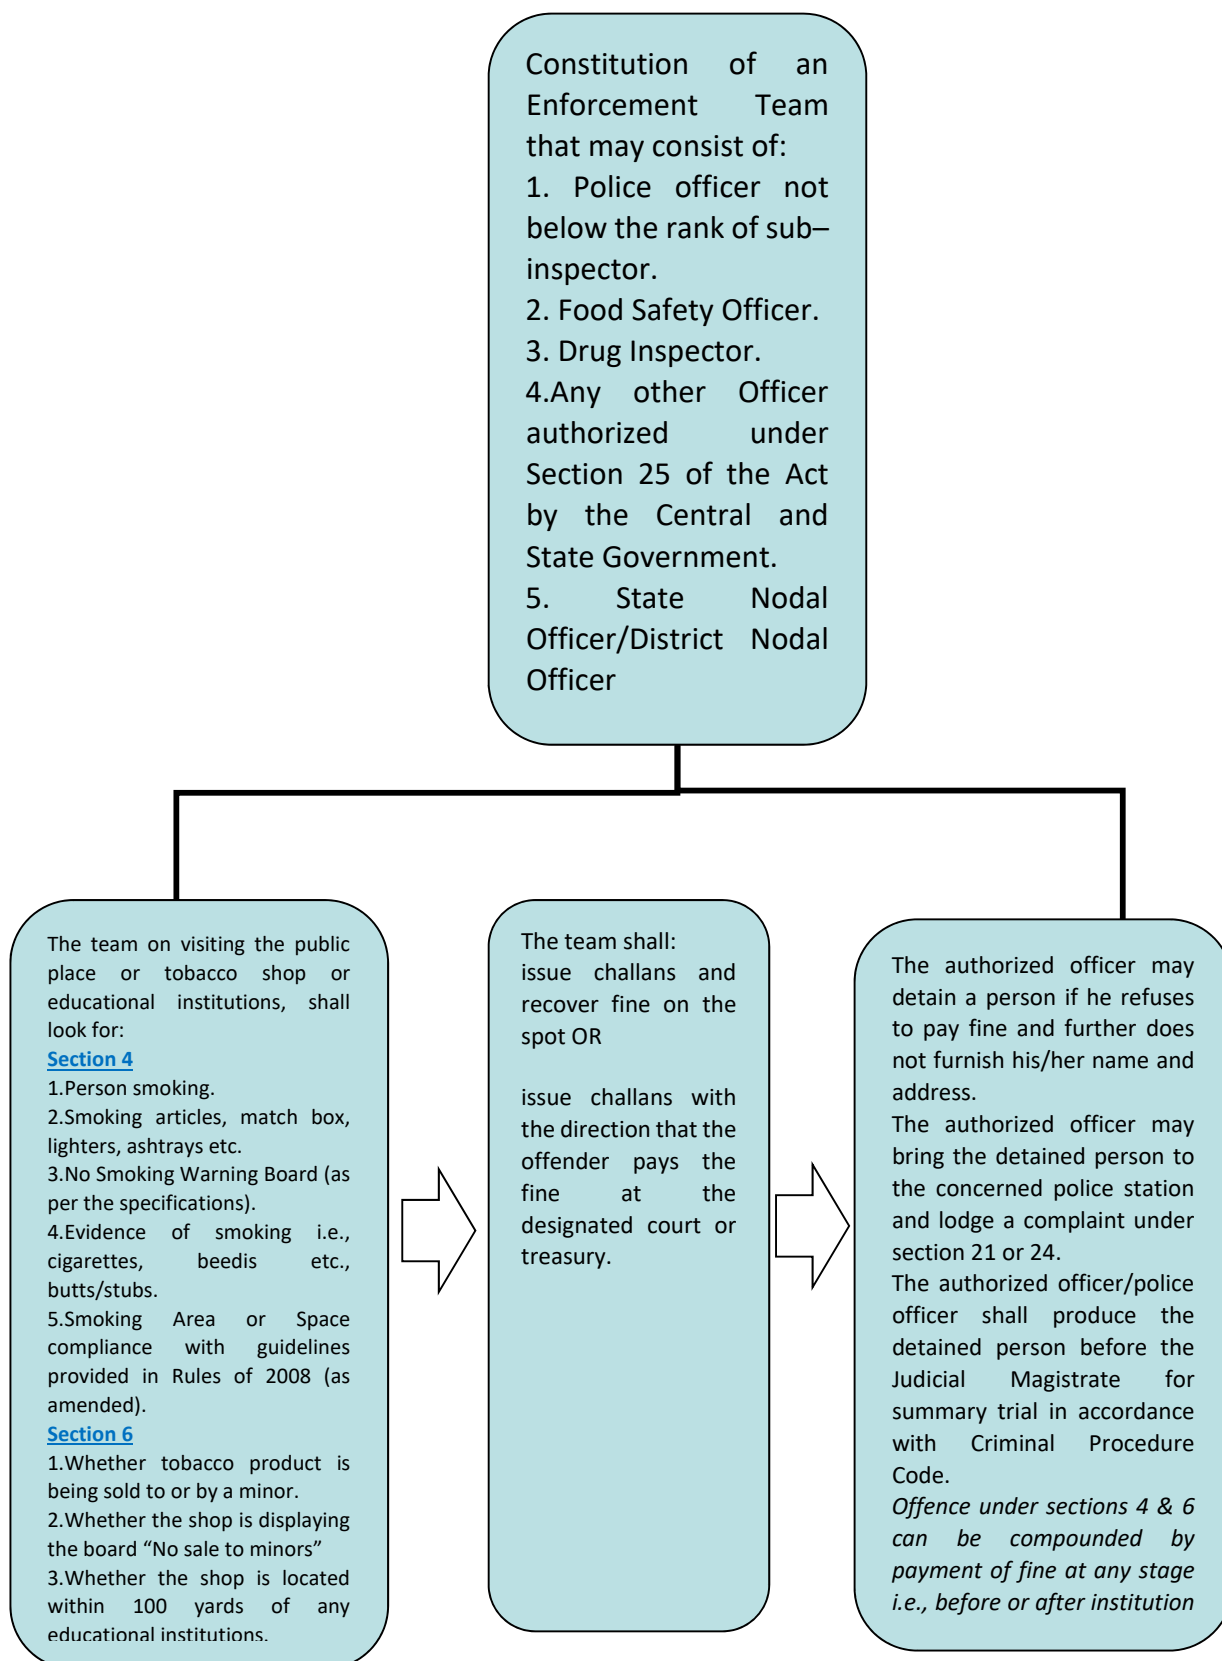 Constitution of an
Enforcement Team
that may consist of:
1. Police officer not
below the rank of sub–
inspector.
2. Food Safety Officer.
3. Drug Inspector.
4.Any other Officer
authorized under
Section 25 of the Act
by the Central and
State Government.
5. State Nodal
Officer/District Nodal
Officer
The team on visiting the public
place or tobacco shop or
educational institutions, shall
look for:
Section 4
1.Person smoking.
2.Smoking articles, match box,
lighters, ashtrays etc.
3.No Smoking Warning Board (as
per the specifications).
4.Evidence of smoking i.e.,
cigarettes, beedis etc.,
butts/stubs.
5.Smoking Area or Space
compliance with guidelines
provided in Rules of 2008 (as
amended).
Section 6
1.Whether tobacco product is
being sold to or by a minor.
2.Whether the shop is displaying
the board “No sale to minors”
3.Whether the shop is located
within 100 yards of any
educational institutions.
The team shall:
issue challans and
recover fine on the
spot OR
issue challans with
the direction that the
offender pays the
fine at the
designated court or
treasury.
The authorized officer may
detain a person if he refuses
to pay fine and further does
not furnish his/her name and
address.
The authorized officer may
bring the detained person to
the concerned police station
and lodge a complaint under
section 21 or 24.
The authorized officer/police
officer shall produce the
detained person before the
Judicial Magistrate for
summary trial in accordance
with Criminal Procedure
Code.
Offence under sections 4 & 6
can be compounded by
payment of fine at any stage
i.e., before or after institution